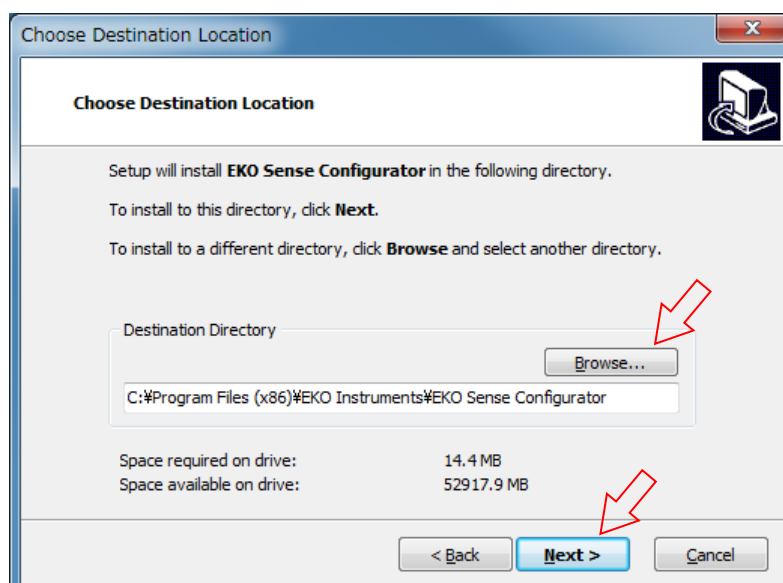 Choose Destination Location
Choose Destination Location
Setup will install EKO Sense Configurator in the following directory.
To install to this directory, click Next.
To install to a different directory, click Browse and select another directory.
Destination Directory
Browse...
C:¥Program Files (x86)¥EKO Instruments¥EKO Sense Configurator
Space required on drive: 14.4 MB
Space available on drive: 52917.9 MB
< Back Next > Cancel